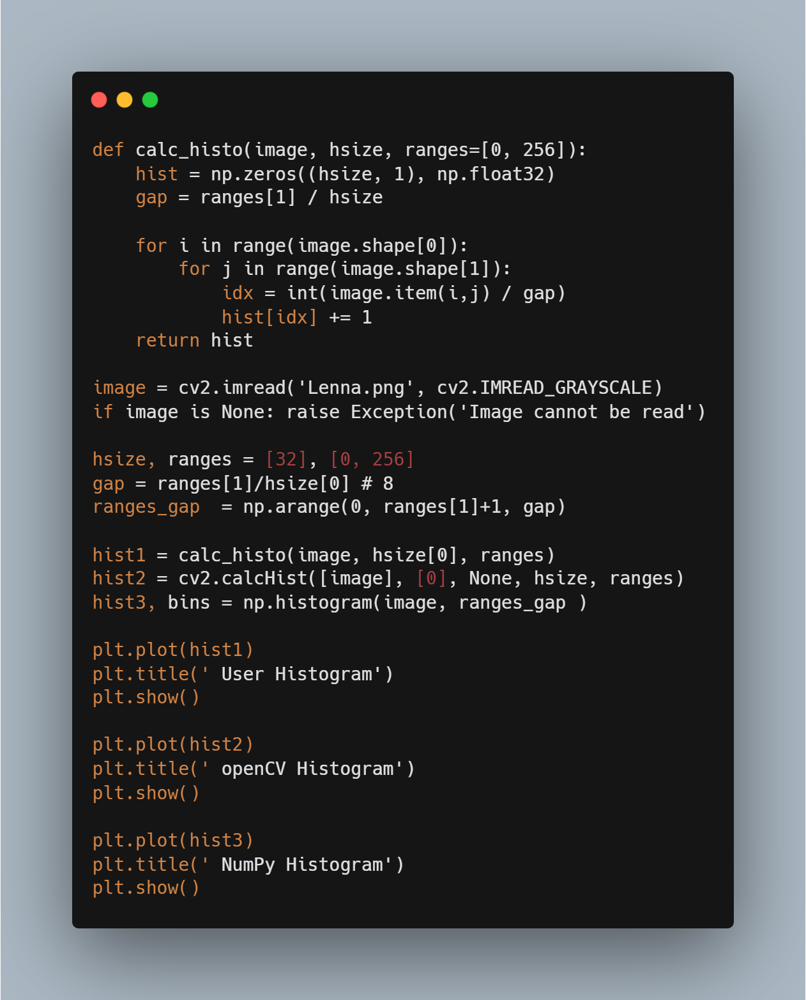 def calc_histo(image, hsize, ranges=[0, 256]):
    hist = np.zeros((hsize, 1), np.float32)
    gap = ranges[1] / hsize

    for i in range(image.shape[0]):
        for j in range(image.shape[1]):
            idx = int(image.item(i,j) / gap)
            hist[idx] += 1
    return hist

image = cv2.imread('Lenna.png', cv2.IMREAD_GRAYSCALE)
if image is None: raise Exception('Image cannot be read')

hsize, ranges = [32], [0, 256]
gap = ranges[1]/hsize[0] # 8
ranges_gap  = np.arange(0, ranges[1]+1, gap)

hist1 = calc_histo(image, hsize[0], ranges)
hist2 = cv2.calcHist([image], [0], None, hsize, ranges)
hist3, bins = np.histogram(image, ranges_gap )

plt.plot(hist1)
plt.title(' User Histogram')
plt.show()

plt.plot(hist2)
plt.title(' openCV Histogram')
plt.show()

plt.plot(hist3)
plt.title(' NumPy Histogram')
plt.show()